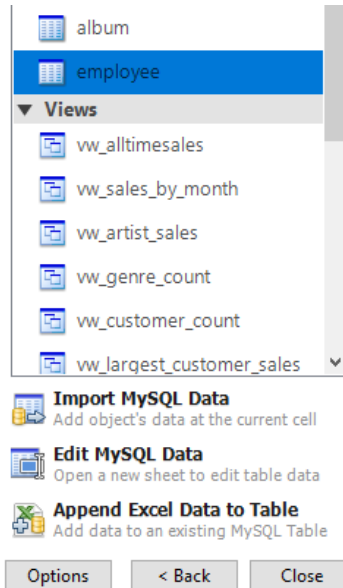 album
employee
Views
vw_alltimesales
vw_sales_by_month
vw_artist_sales
vw_genre_count
vw_customer_count
vw_largest_customer_sales
Import MySQL Data
Add object's data at the current cell
Edit MySQL Data
Open a new sheet to edit table data
Append Excel Data to Table
Add data to an existing MySQL Table
Options < Back Close